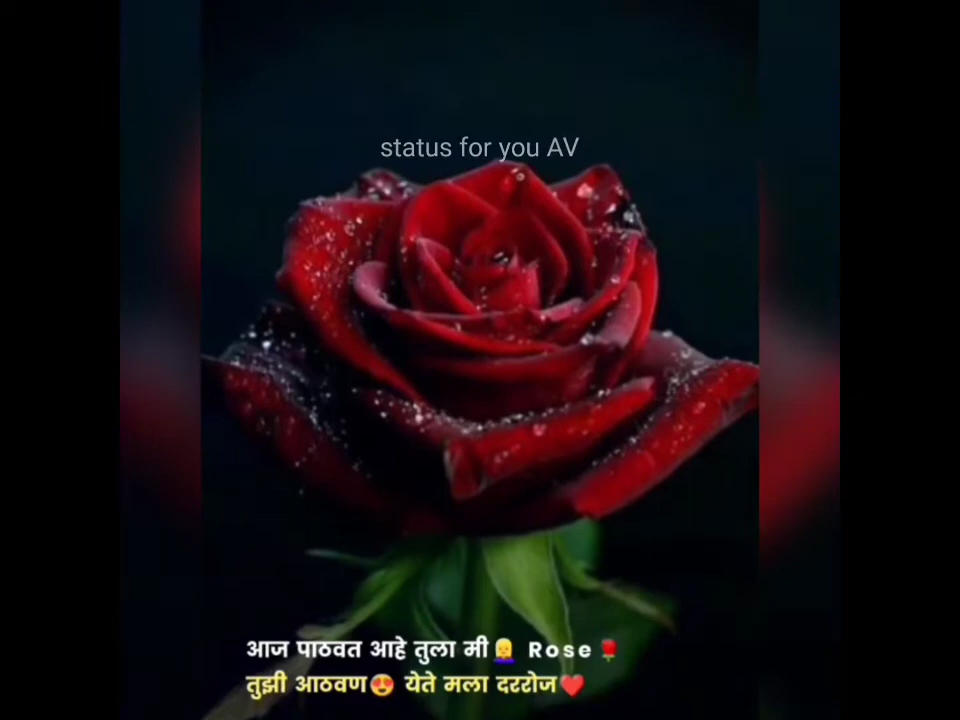 status for you AV
आज पाठवत आहे तुला मी👱‍♀️ Rose🌹
तुझी आठवण😍 येते मला दररोज❤️